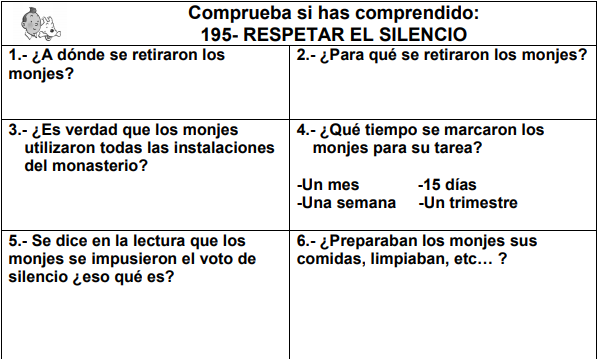 Comprueba si has comprendido:
195- RESPETAR EL SILENCIO
1.- ¿A dónde se retiraron los
monjes?
2.- ¿Para qué se retiraron los monjes?
3.- ¿Es verdad que los monjes
utilizaron todas las instalaciones
del monasterio?
4.- ¿Qué tiempo se marcaron los
monjes para su tarea?
-Un mes -15 días
-Una semana -Un trimestre
5.- Se dice en la lectura que los
monjes se impusieron el voto de
silencio ¿eso qué es?
6.- ¿Preparaban los monjes sus
comidas, limpiaban, etc… ?